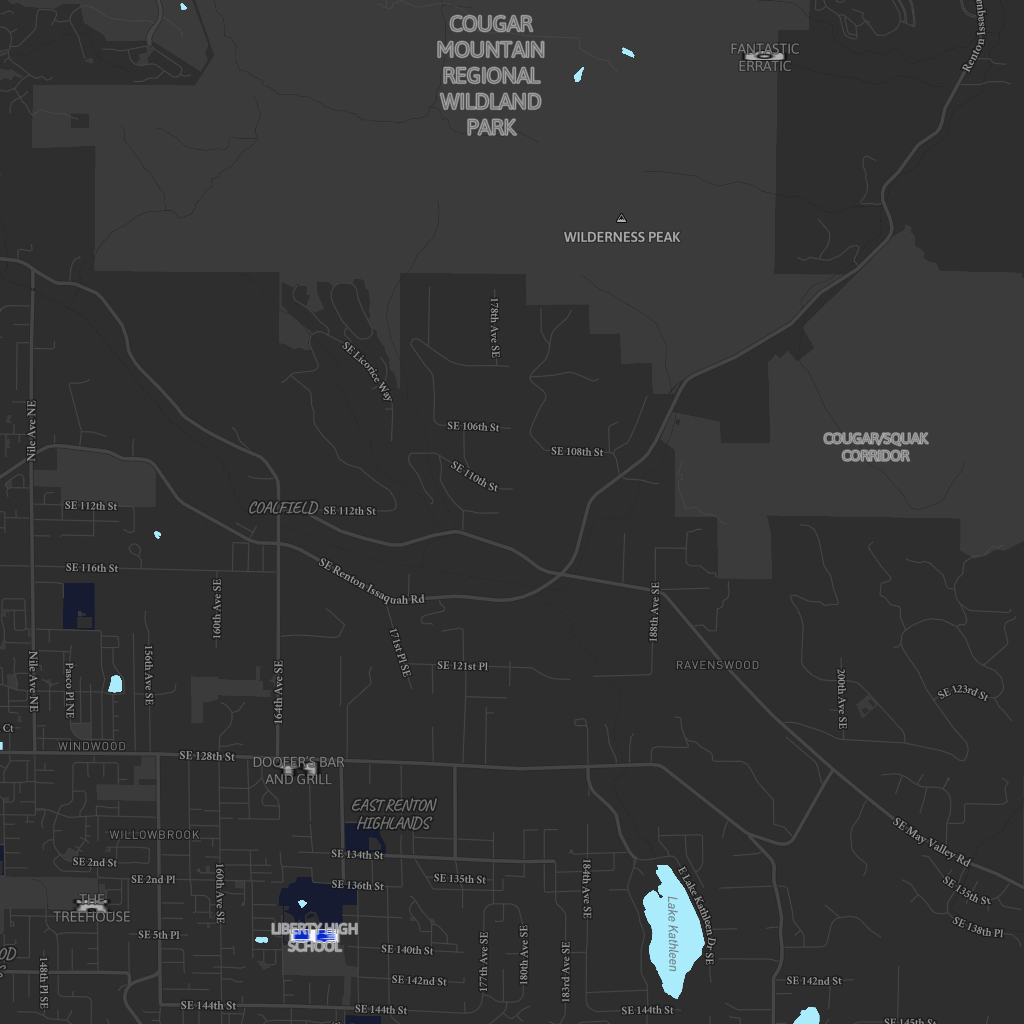 COUGAR
MOUNTAIN
REGIONAL
WILDLAND
PARK
FANTASTIC
ERRATIC
WILDERNESS PEAK
178th Ave SE
SE Licorice Way
Nile Ave NE
SE 106th St
SE 108th St
COUGAR/SQUAK
CORRIDOR
SE 110th St
COALFIELD
SE 112th St
SE 112th St
SE 116th St
SE Renton Issaquah Rd
160th Ave SE
188th Ave SE
171st Pl SE
156th Ave SE
Nile Ave NE
Pasco Pl NE
164th Ave SE
SE 121st Pl
RAVENSWOOD
200th Ave SE
SE 123rd St
Ct
WINDWOOD
SE 128th St
DOOFER'S BAR
AND GRILL
EAST RENTON
HIGHLANDS
WILLOWBROOK
SE May Valley Rd
SE 134th St
SE 2nd St
SE 2nd Pl
SE 136th St
SE 135th St
160th Ave SE
184th Ave SE
E Lake Kathleen Dr SE
SE 135th St
THE
TREEHOUSE
SE 138th Pl
SE 5th Pl
LIBERTY HIGH
SCHOOL
SE 140th St
Lake Kathleen
177th Ave SE
180th Ave SE
183rd Ave SE
148th Pl SE
SE 142nd St
SE 142nd St
SE 144th St
SE 144th St
SE 144th St
SE 145th St